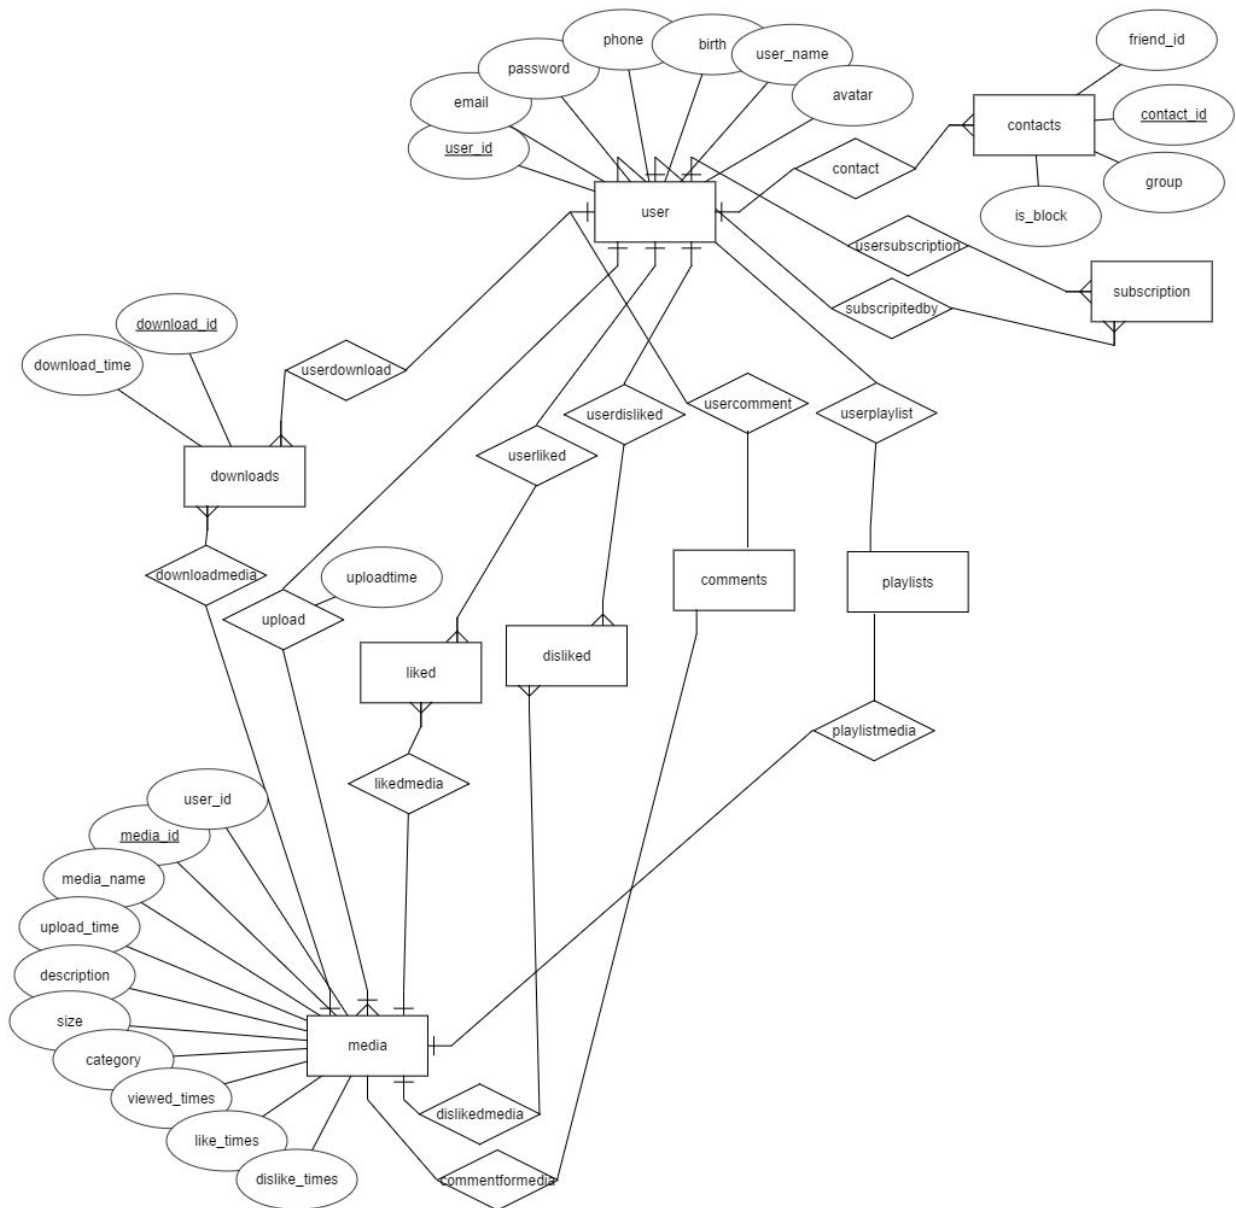 friend_id
phone
birth
user_name
password
avatar
email
contact_id
contacts
user_id
contact
group
user
is_block
usersubscription
subscription
subscripitedby
download_id
download_time
userdownload
usercomment
userdisliked
userplaylist
userliked
downloads
downloadmedia
uploadtime
comments
playlists
upload
disliked
liked
playlistmedia
likedmedia
user_id
media_id
media_name
upload_time
description
size
media
category
viewed_times
dislikedmedia
like_times
dislike_times
commentformedia